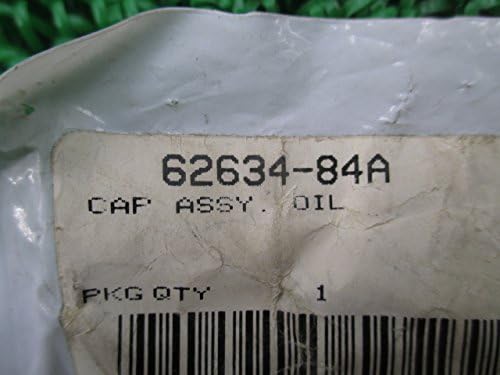 62634-84A
CAP ASSY. OIL
PKG QTY 1